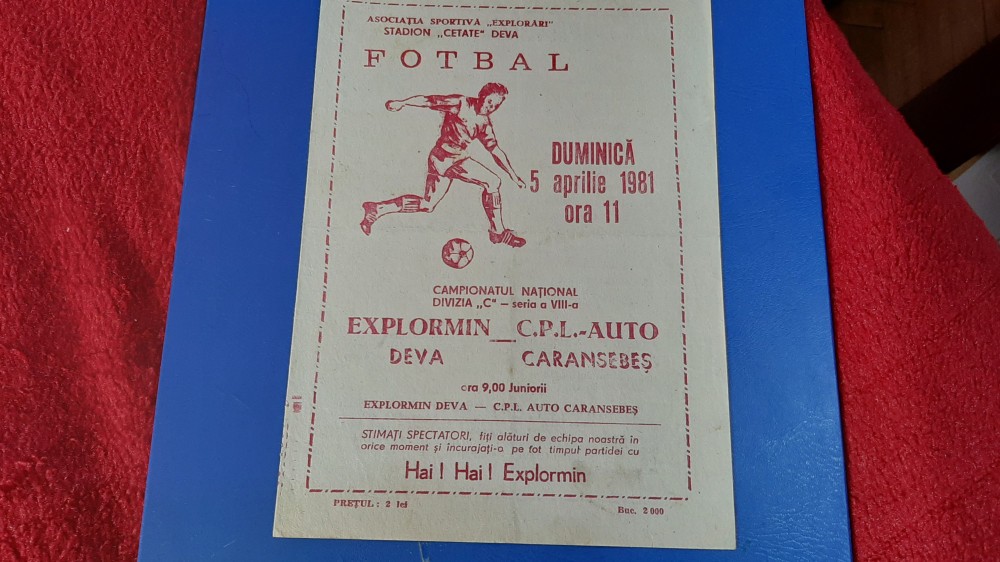 ASOCIAȚIA SPORTIVĂ „EXPLORĂRI"
STADION „CETATE" DEVA
FOTBAL
DUMINICĂ
5 aprilie 1981
ora 11
CAMPIONATUL NAȚIONAL
DIVIZIA „C" – seria a VIII-a
EXPLORMIN — C.P.L.-AUTO
DEVA CARANSEBEȘ
ora 9,00 Juniorii
EXPLORMIN DEVA — C.P.L. AUTO CARANSEBEȘ
STIMAȚI SPECTATORI, fiți alături de echipa noastră în
orice moment și încurajați-o pe tot timpul partidei cu
Hai ! Hai ! Explormin
PREȚUL : 2 lei
Buc. 2 000